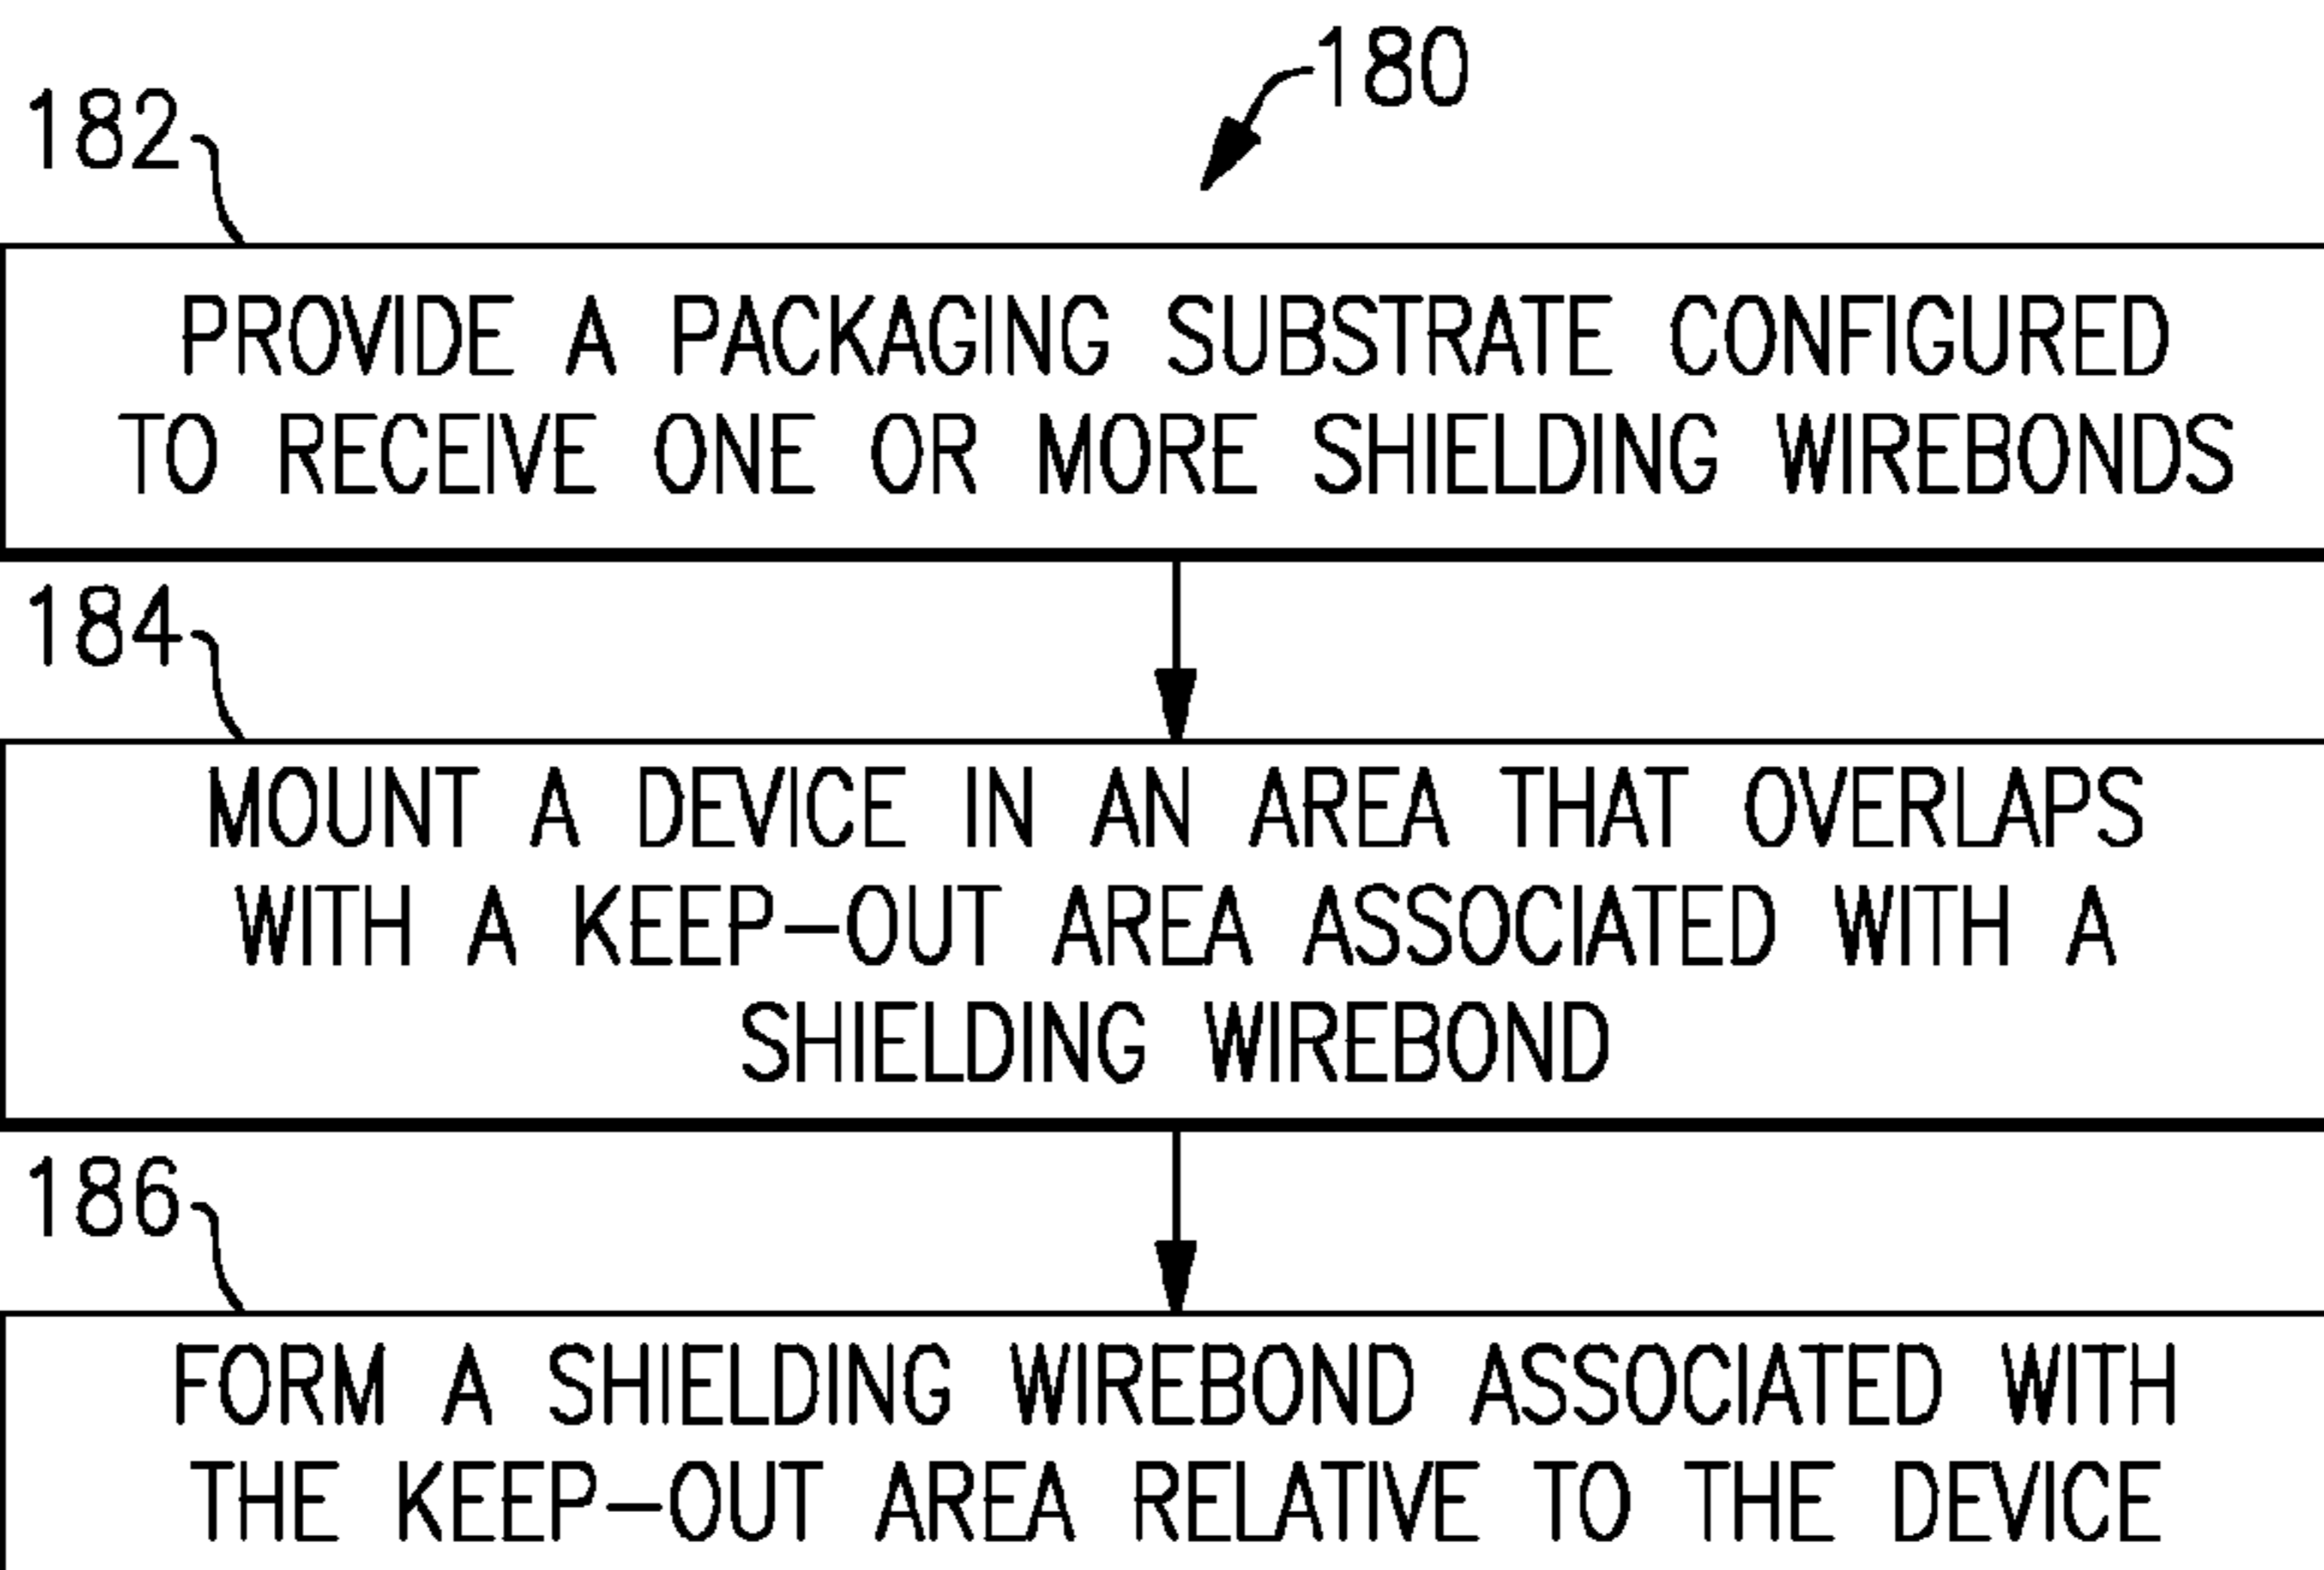 180
182
PROVIDE A PACKAGING SUBSTRATE CONFIGURED
TO RECEIVE ONE OR MORE SHIELDING WIREBONDS
184
MOUNT A DEVICE IN AN AREA THAT OVERLAPS
WITH A KEEP-OUT AREA ASSOCIATED WITH A
SHIELDING WIREBOND
186
FORM A SHIELDING WIREBOND ASSOCIATED WITH
THE KEEP-OUT AREA RELATIVE TO THE DEVICE